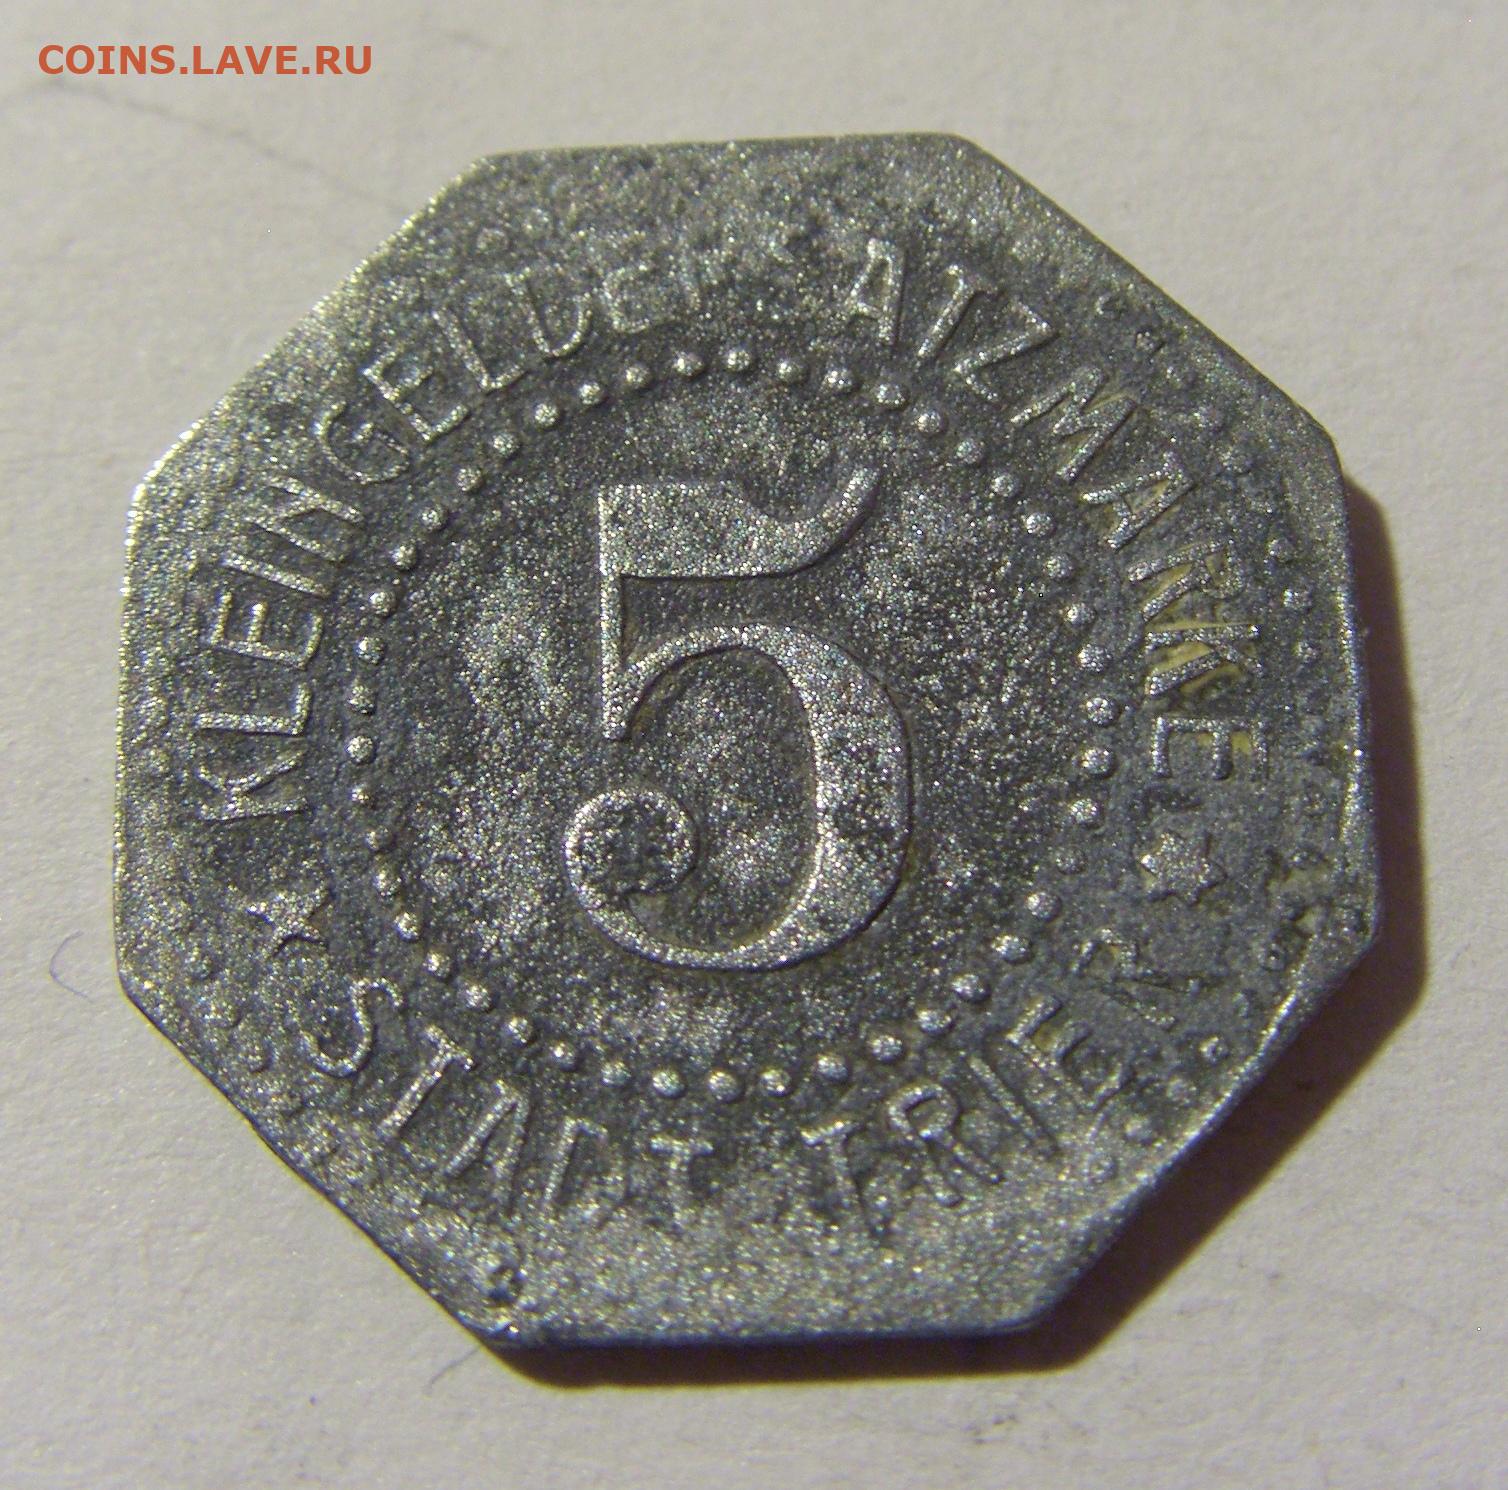 COINS.LAVE.RU
KLEINGELDERSATZMARKE
5
STADT TRIER